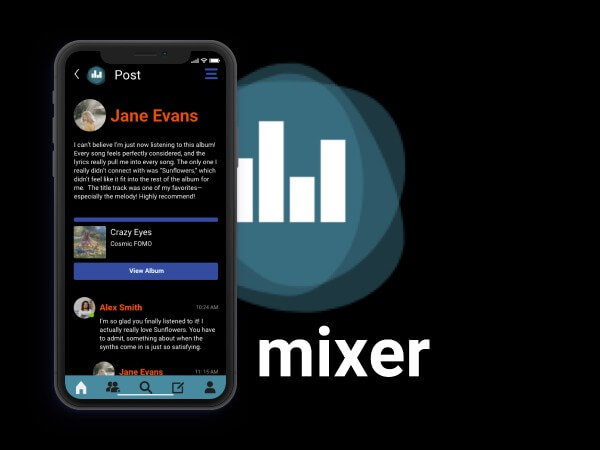 Post
Jane Evans
I can't believe I'm just now listening to this album!
Every song feels perfectly considered, and the
lyrics really pull me into every song. The only one I
really didn't connect with was "Sunflowers," which
didn't feel like it fit into the rest of the album for
me. The title track was one of my favorites—
especially the melody! Highly recommend!
Crazy Eyes
Cosmic FOMO
View Album
Alex Smith 10:24 AM
I'm so glad you finally listened to it! I
actually really love Sunflowers. You have
to admit, something about when the
synths come in is just so satisfying.
Jane Evans 11:15 AM
mixer